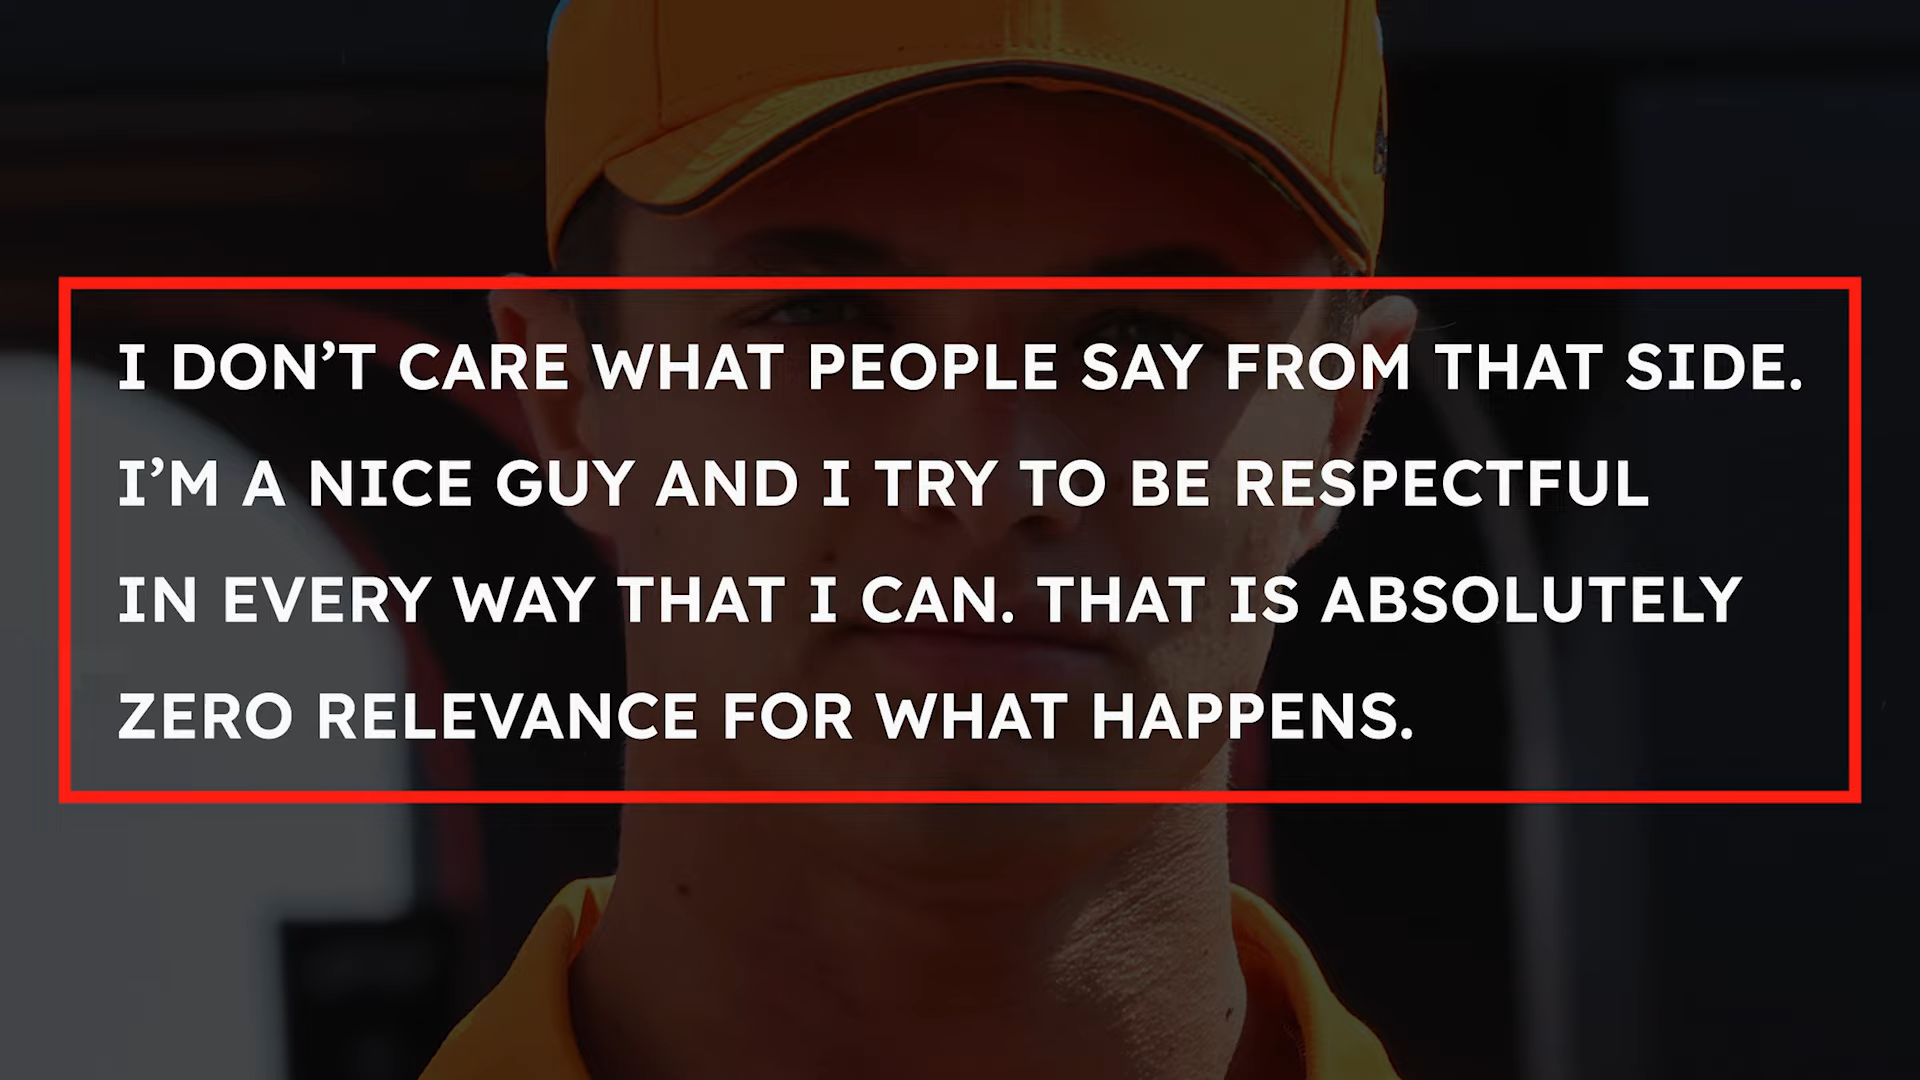 I DON’T CARE WHAT PEOPLE SAY FROM THAT SIDE.
I’M A NICE GUY AND I TRY TO BE RESPECTFUL
IN EVERY WAY THAT I CAN. THAT IS ABSOLUTELY
ZERO RELEVANCE FOR WHAT HAPPENS.